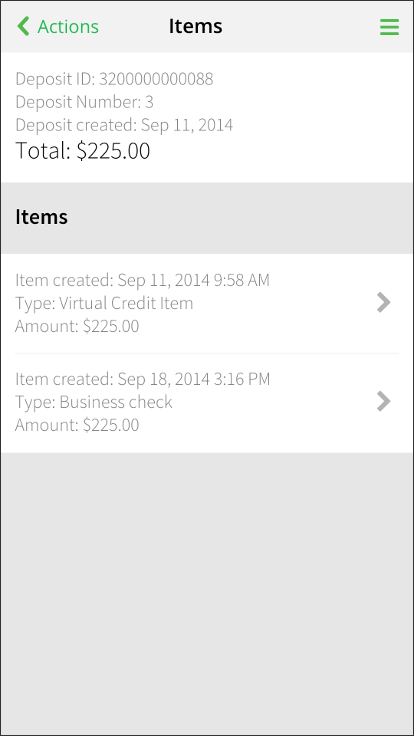 Actions
Items
Deposit ID: 3200000000088
Deposit Number: 3
Deposit created: Sep 11, 2014
Total: $225.00
Items
Item created: Sep 11, 2014 9:58 AM
Type: Virtual Credit Item
Amount: $225.00
Item created: Sep 18, 2014 3:16 PM
Type: Business check
Amount: $225.00